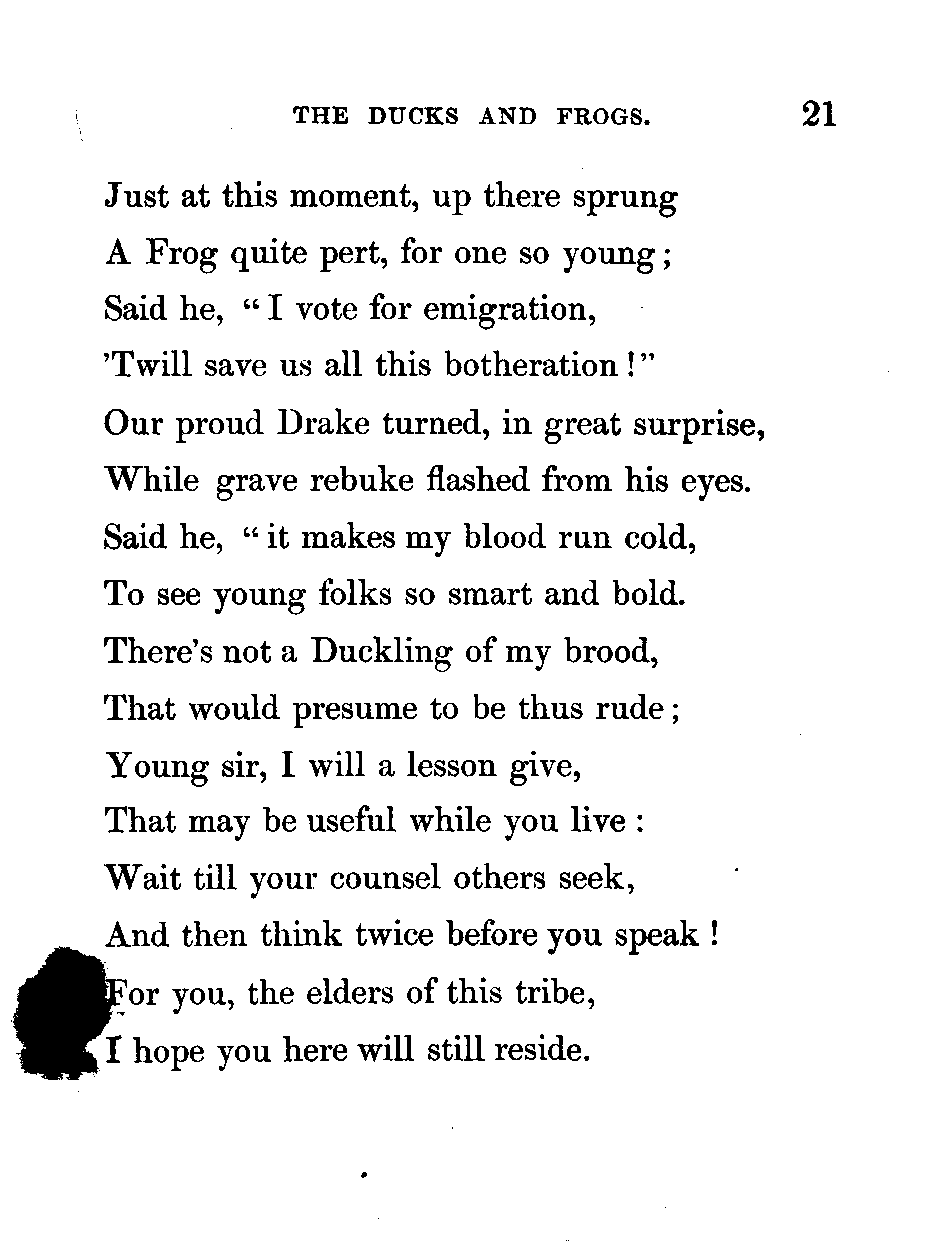 THE DUCKS AND FROGS. 21
Just at this moment, up there sprung
A Frog quite pert, for one so young;
Said he, "I vote for emigration,
'Twill save us all this botheration!"
Our proud Drake turned, in great surprise,
While grave rebuke flashed from his eyes.
Said he, "it makes my blood run cold,
To see young folks so smart and bold.
There's not a Duckling of my brood,
That would presume to be thus rude;
Young sir, I will a lesson give,
That may be useful while you live:
Wait till your counsel others seek,
And then think twice before you speak!
For you, the elders of this tribe,
I hope you here will still reside.